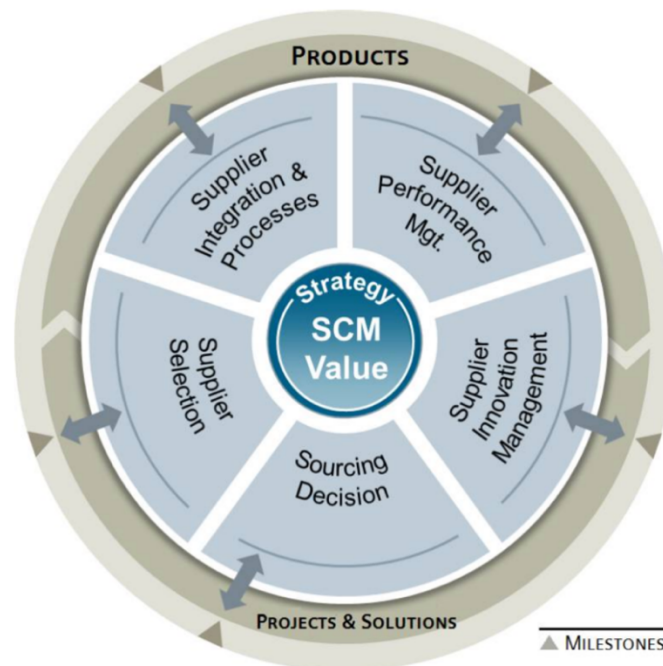 PRODUCTS
Supplier
Integration &
Processes
Supplier
Performance
Mgt.
Strategy
SCM
Value
Supplier
Selection
Supplier
Innovation
Management
Sourcing
Decision
PROJECTS & SOLUTIONS
MILESTONES